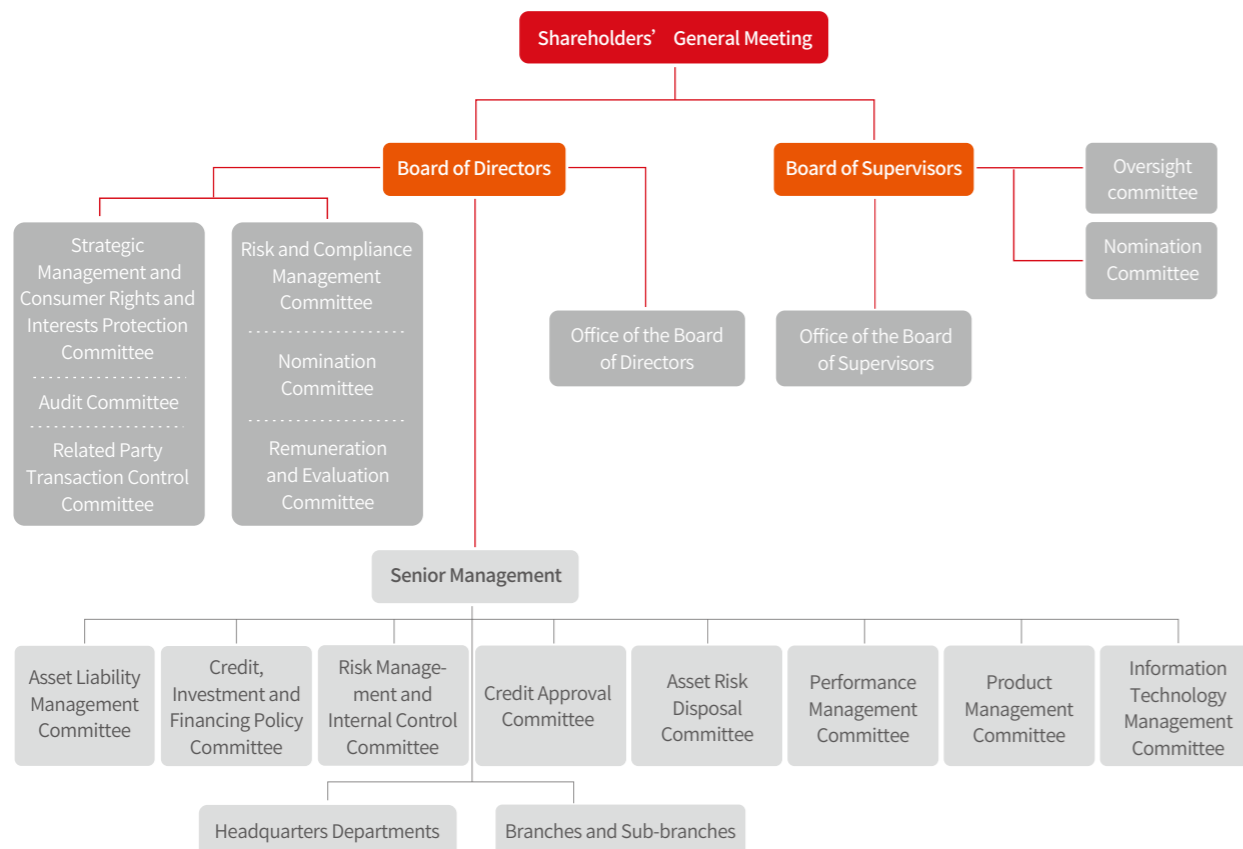 Shareholders’ General Meeting
Board of Directors
Board of Supervisors
Oversight
committee
Nomination
Committee
Strategic
Management and
Consumer Rights and
Interests Protection
Committee
Audit Committee
Related Party
Transaction Control
Committee
Risk and Compliance
Management
Committee
Nomination
Committee
Remuneration
and Evaluation
Committee
Office of the Board
of Directors
Office of the Board
of Supervisors
Senior Management
Asset Liability
Management
Committee
Credit,
Investment and
Financing Policy
Committee
Risk Manage-
ment and
Internal Control
Committee
Credit Approval
Committee
Asset Risk
Disposal
Committee
Performance
Management
Committee
Product
Management
Committee
Information
Technology
Management
Committee
Headquarters Departments
Branches and Sub-branches